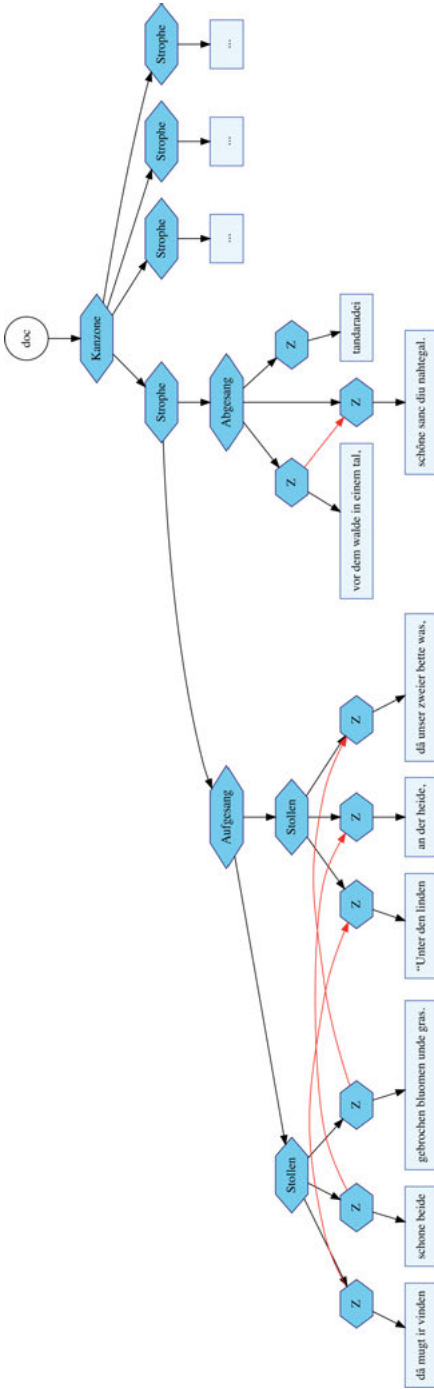 doc
Kanzone
Strophe
Strophe
Strophe
Strophe
Aufgesang
Abgesang
...
...
...
Stollen
Stollen
Z
Z
Z
Z
Z
Z
Z
Z
vor dem walde in einem tal,
Z
tandaradei
dâ mugt ir vinden
schone beide
gebrochen bluomen unde gras.
“Unter den linden
an der heide,
dâ unser zweier bette was,
schône sanc diu nahtegal.